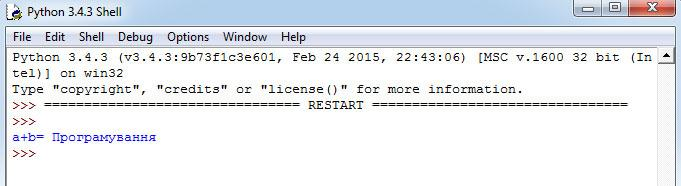 Python 3.4.3 Shell
File Edit Shell Debug Options Window Help
Python 3.4.3 (v3.4.3:9b73f1c3e601, Feb 24 2015, 22:43:06) [MSC v.1600 32 bit (In
tel)] on win32
Type "copyright", "credits" or "license()" for more information.
>>> ================================ RESTART ================================
>>>
a+b= Програмування
>>>